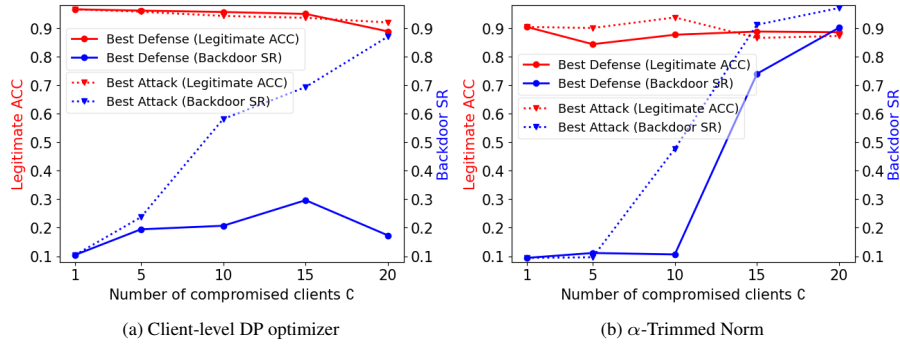 0.9
0.8
0.7
0.6
0.5
0.4
0.3
0.2
0.1
Legitimate ACC
Best Defense (Legitimate ACC)
Best Defense (Backdoor SR)
Best Attack (Legitimate ACC)
Best Attack (Backdoor SR)
0.9
0.8
0.7
0.6
0.5
0.4
0.3
0.2
0.1
Backdoor SR
1 5 10 15 20
Number of compromised clients C
(a) Client-level DP optimizer
0.9
0.8
0.7
0.6
0.5
0.4
0.3
0.2
0.1
Legitimate ACC
Best Defense (Legitimate ACC)
Best Defense (Backdoor SR)
Best Attack (Legitimate ACC)
Best Attack (Backdoor SR)
0.9
0.8
0.7
0.6
0.5
0.4
0.3
0.2
0.1
Backdoor SR
1 5 10 15 20
Number of compromised clients C
(b) α-Trimmed Norm